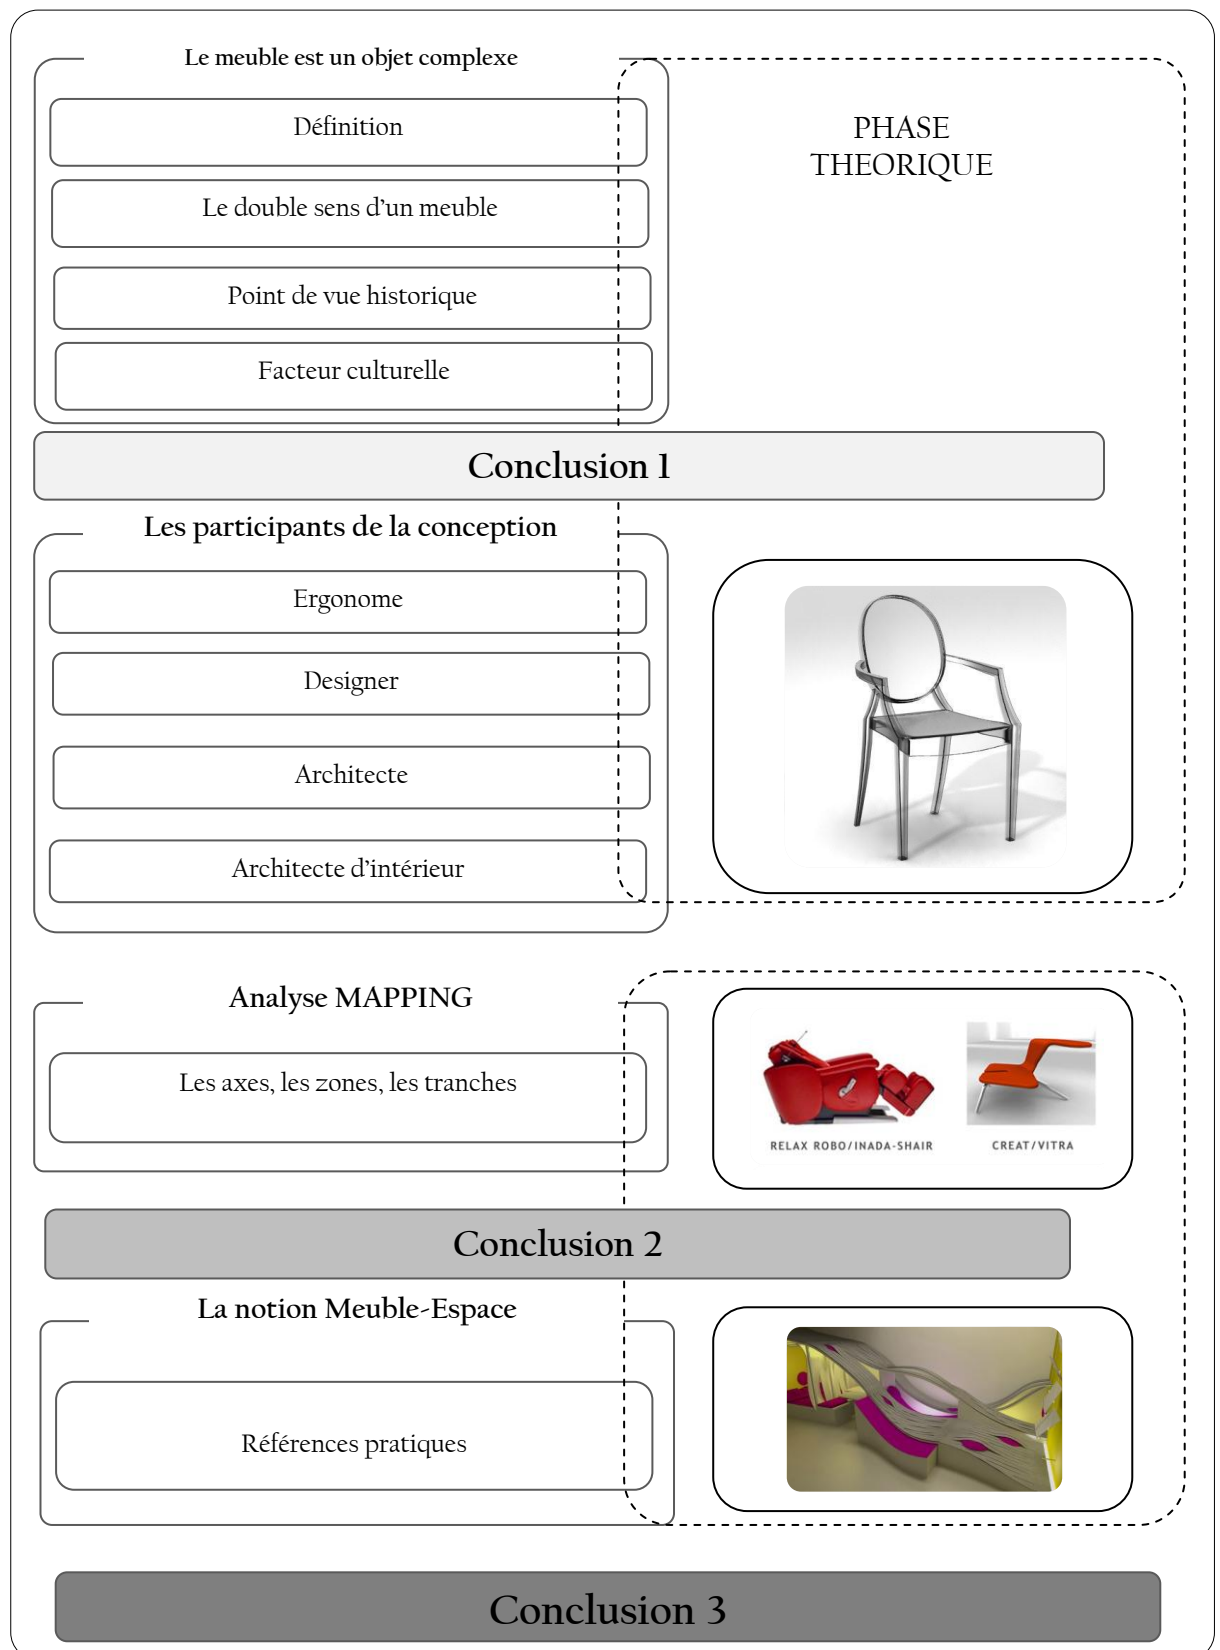 Le meuble est un objet complexe
Définition
Le double sens d'un meuble
Point de vue historique
Facteur culturelle
PHASE
THEORIQUE
Conclusion 1
Les participants de la conception
Ergonome
Designer
Architecte
Architecte d'intérieur
Analyse MAPPING
Les axes, les zones, les tranches
RELAX ROBO/INADA-SHAIR
CREAT/VITRA
Conclusion 2
La notion Meuble-Espace
Références pratiques
Conclusion 3